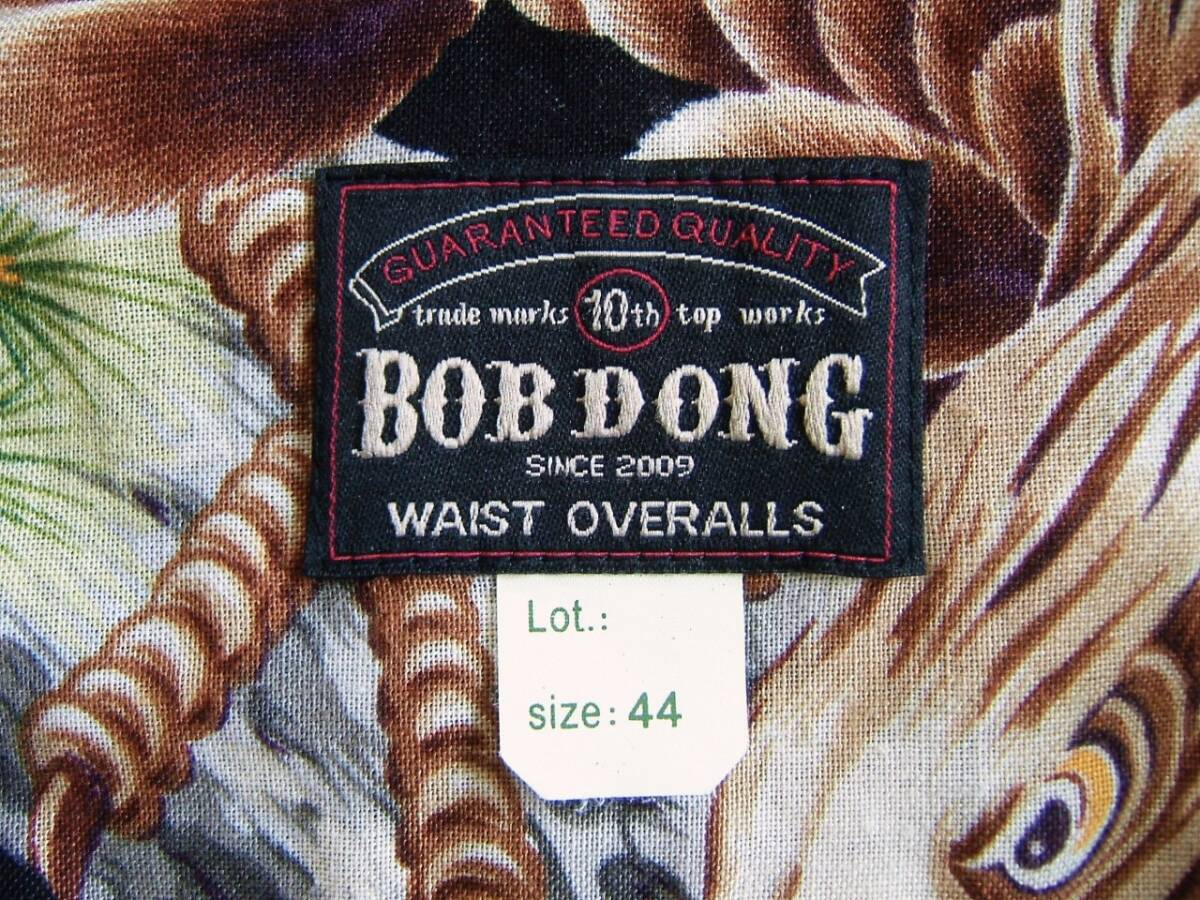 GUARANTEED QUALITY
trade marks 10th top works
BOB DONG
SINCE 2009
WAIST OVERALLS
Lot.:
size: 44